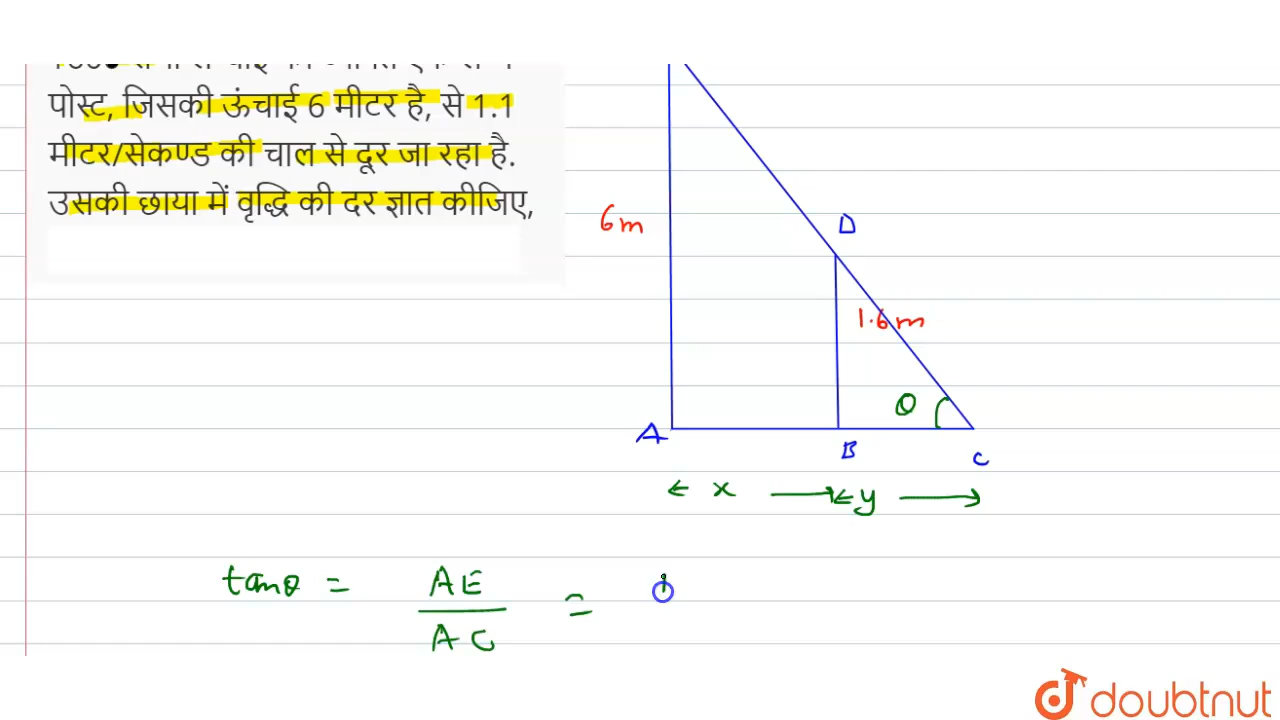 पोस्ट, जिसकी ऊंचाई 6 मीटर है, से 1.1
मीटर/सेकण्ड की चाल से दूर जा रहा है.
उसकी छाया में वृद्धि की दर ज्ञात कीजिए,
6m
D
1.6m
θ
A
B
C
x
y
tanθ = AE / AC =
doubtnut